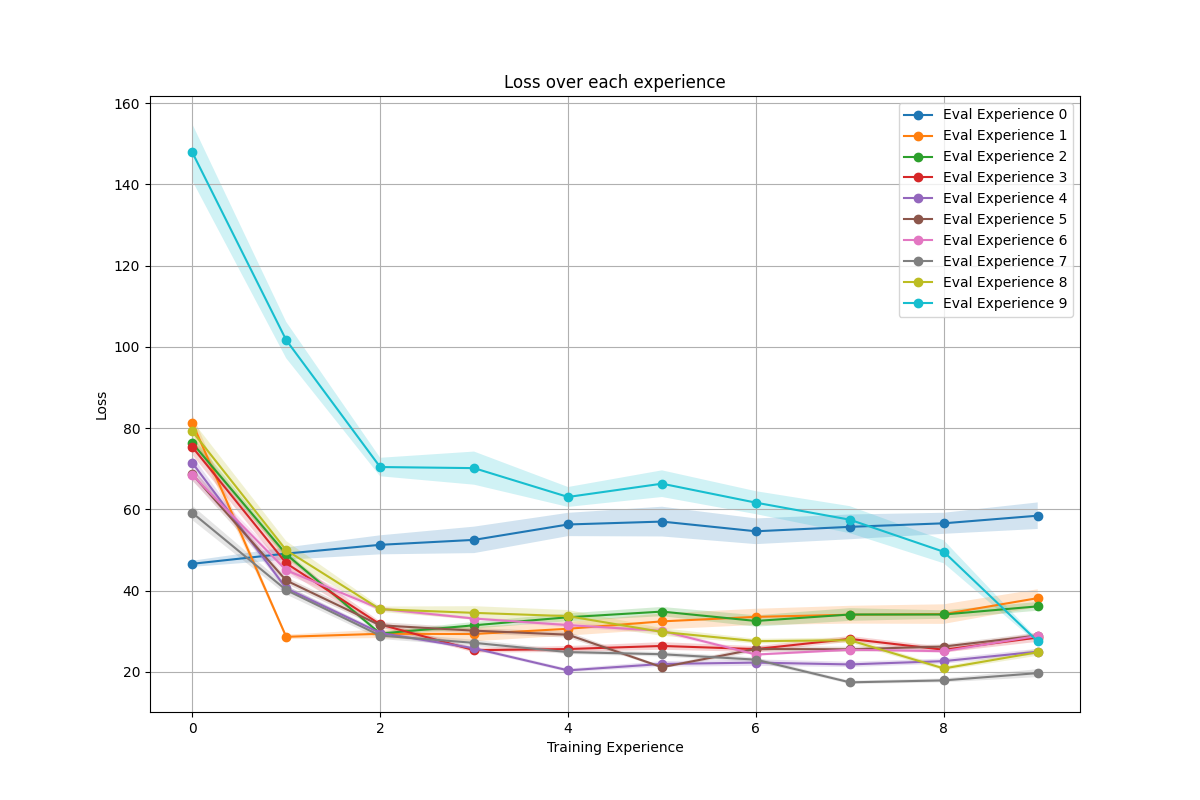 Loss over each experience
160
140
120
100
80
60
40
20
Loss
0
2
4
6
8
Training Experience
Eval Experience 0
Eval Experience 1
Eval Experience 2
Eval Experience 3
Eval Experience 4
Eval Experience 5
Eval Experience 6
Eval Experience 7
Eval Experience 8
Eval Experience 9